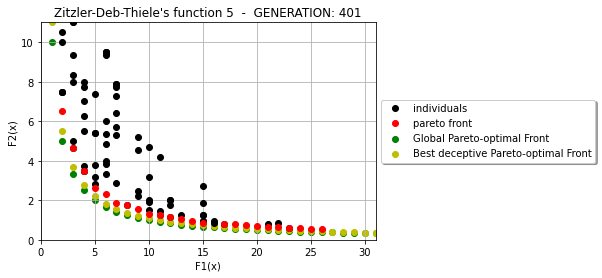 Zitzler-Deb-Thiele's function 5  -  GENERATION: 401
F2(x)
10
8
6
4
2
0
0 5 10 15 20 25 30
F1(x)
individuals
pareto front
Global Pareto-optimal Front
Best deceptive Pareto-optimal Front